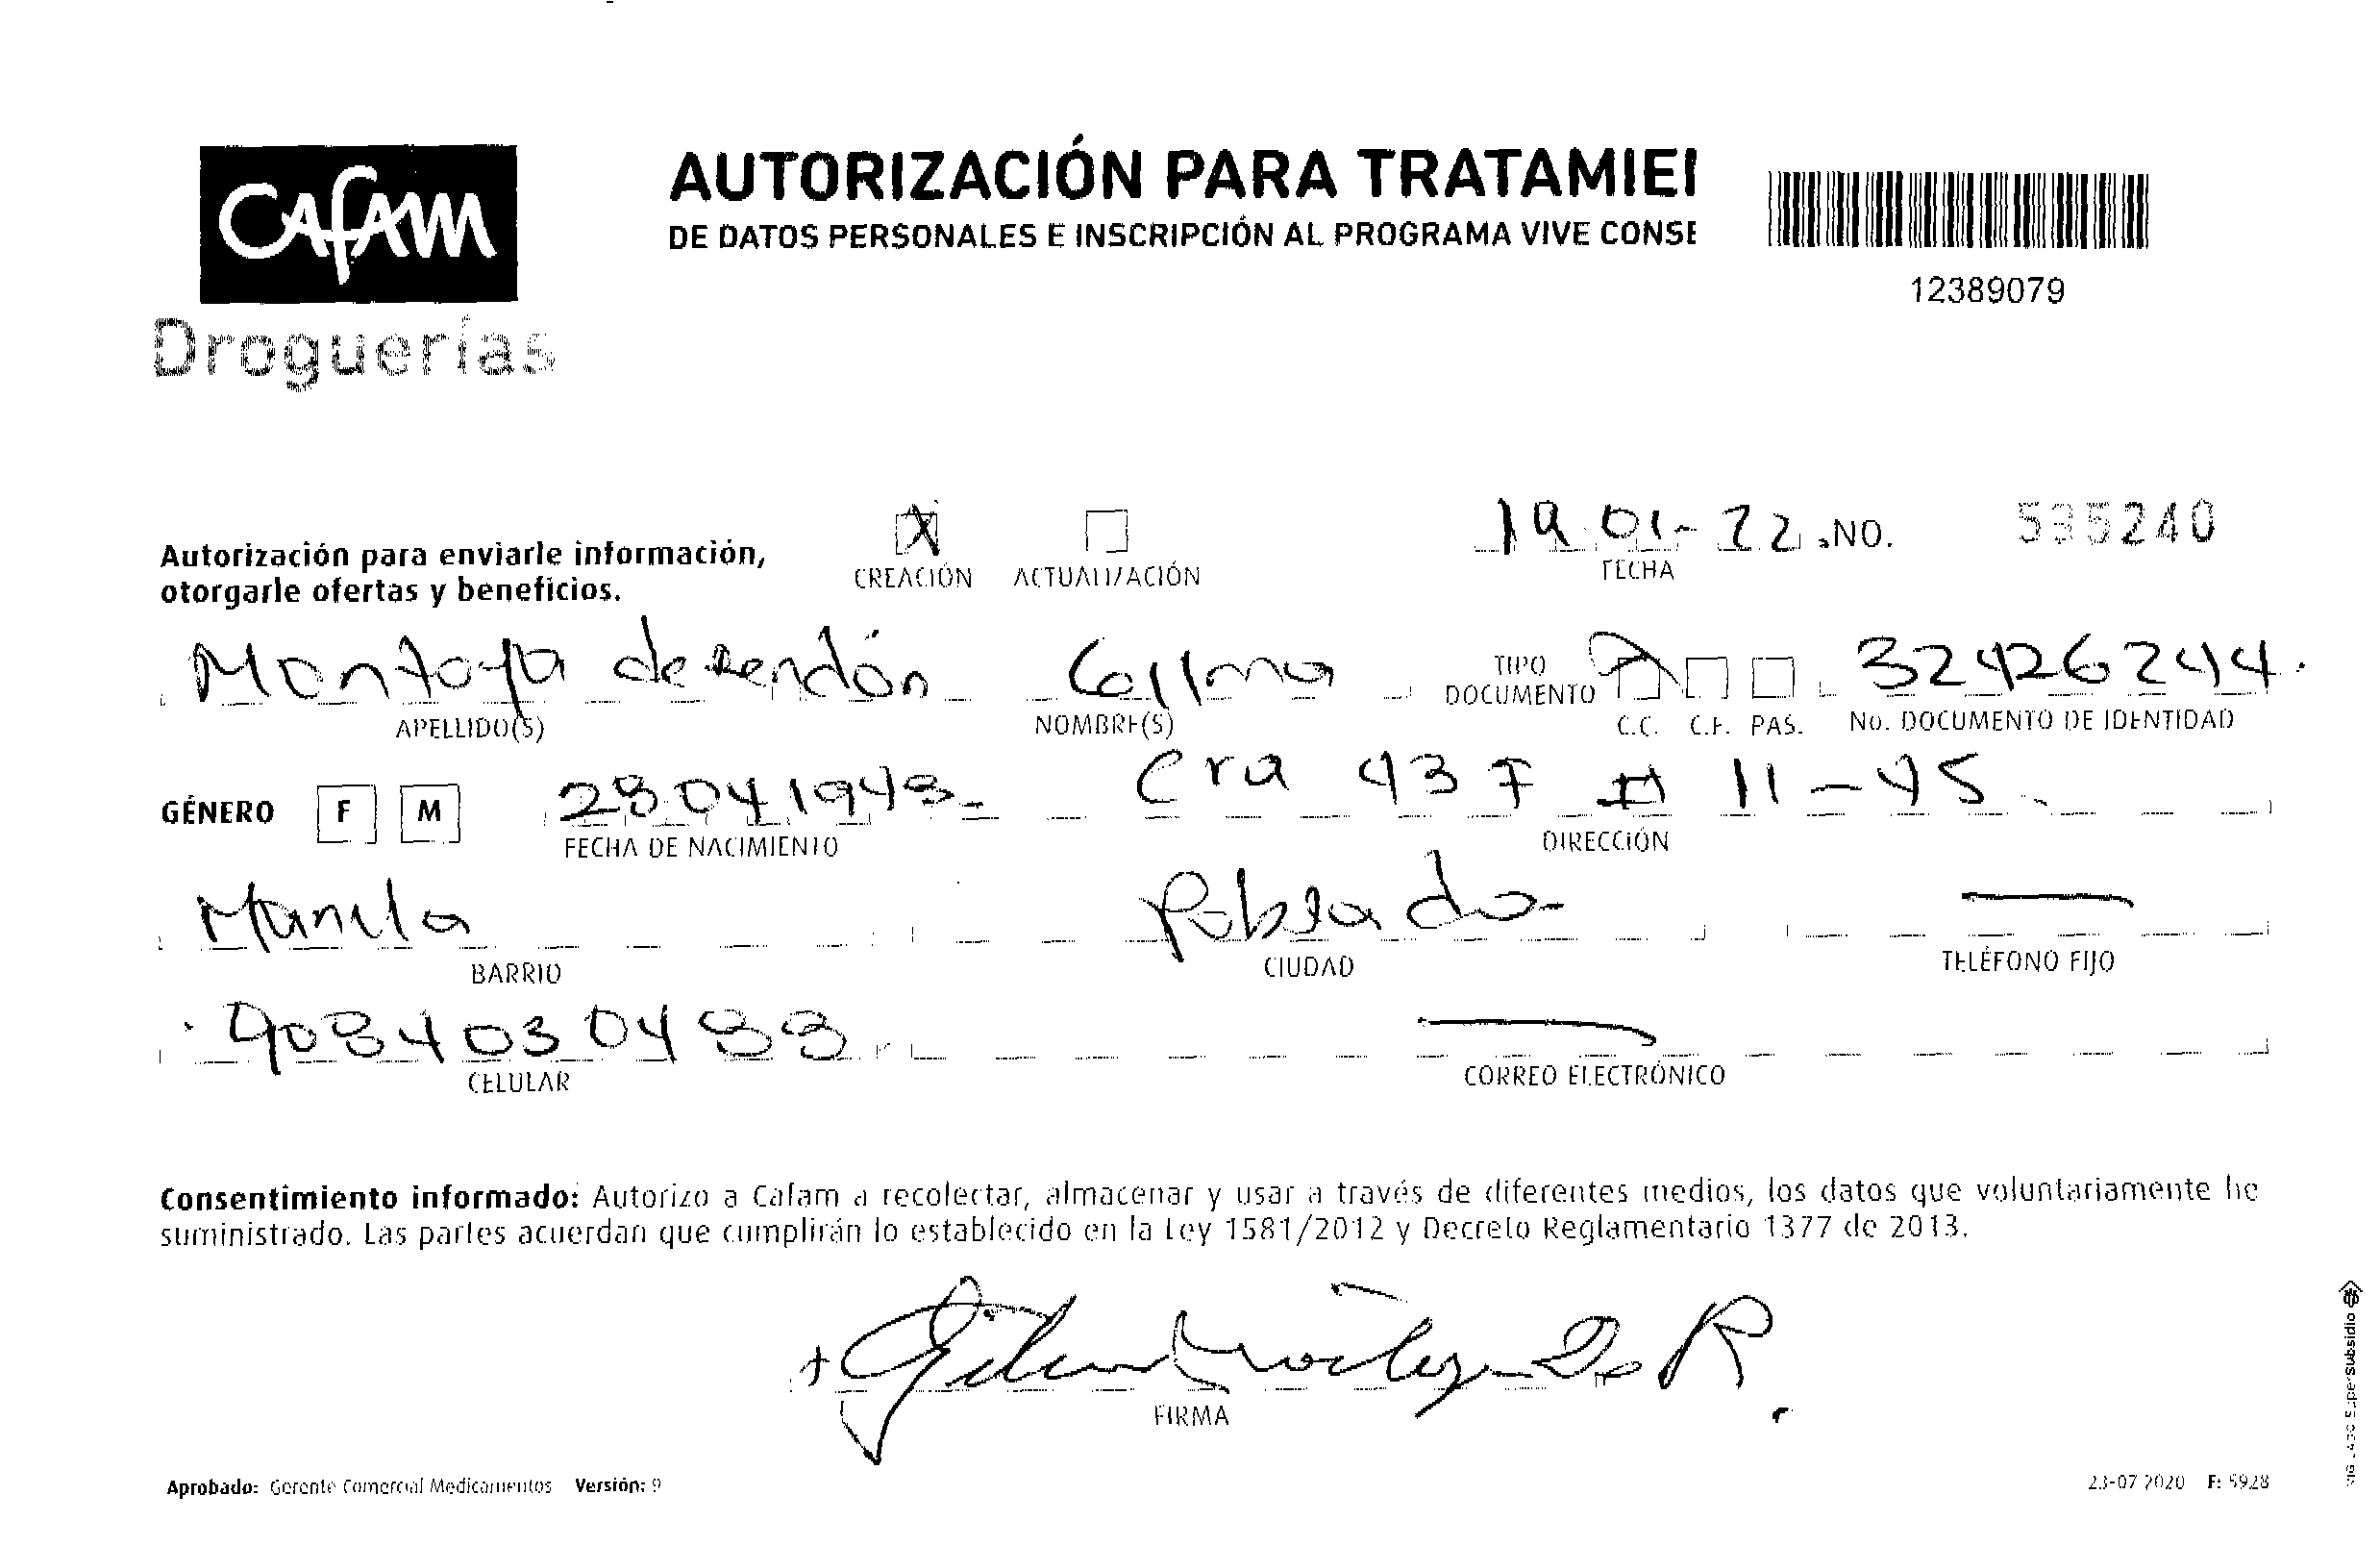 CAFAM
Droguerías
AUTORIZACIÓN PARA TRATAMIEI
DE DATOS PERSONALES E INSCRIPCIÓN AL PROGRAMA VIVE CONSE
12389079
Autorización para enviarle información,
otorgarle ofertas y beneficios.
X
CREACIÓN ACTUALIZACIÓN
19 01-22 NO. 535240
FECHA
Montoya de Rendón
APELLIDO(S)
NOMBRE(S)
TIPO
DOCUMENTO
C.C. C.E. PAS.
32426244.
No. DOCUMENTO DE IDENTIDAD
GÉNERO F M
FECHA DE NACIMIENTO
Cra 43 F # 11-45
DIRECCIÓN
Manila
BARRIO
Poblado
CIUDAD
TELÉFONO FIJO
CELULAR
CORREO ELECTRÓNICO
Consentimiento informado: Autorizo a Cafam a recolectar, almacenar y usar a través de diferentes medios, los datos que voluntariamente he
suministrado. Las partes acuerdan que cumplirán lo establecido en la Ley 1581/2012 y Decreto Reglamentario 1377 de 2013.
FIRMA
Aprobado: Gerente Comercial Medicamentos Versión: 9
23-07 2020 F: 5928
SuperSubsidio